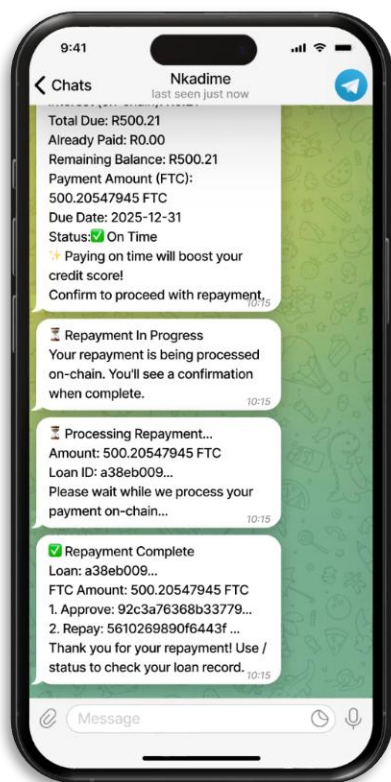 9:41
Chats
Nkadime
last seen just now
Total Due: R500.21
Already Paid: R0.00
Remaining Balance: R500.21
Payment Amount (FTC):
500.20547945 FTC
Due Date: 2025-12-31
Status:✅ On Time
✨ Paying on time will boost your
credit score!
Confirm to proceed with repayment.
10:15
⏳ Repayment In Progress
Your repayment is being processed
on-chain. You'll see a confirmation
when complete.
10:15
⏳ Processing Repayment...
Amount: 500.20547945 FTC
Loan ID: a38eb009...
Please wait while we process your
payment on-chain...
10:15
✅ Repayment Complete
Loan: a38eb009...
FTC Amount: 500.20547945 FTC
1. Approve: 92c3a76368b33779...
2. Repay: 5610269890f6443f ...
Thank you for your repayment! Use /
status to check your loan record.
10:15
Message